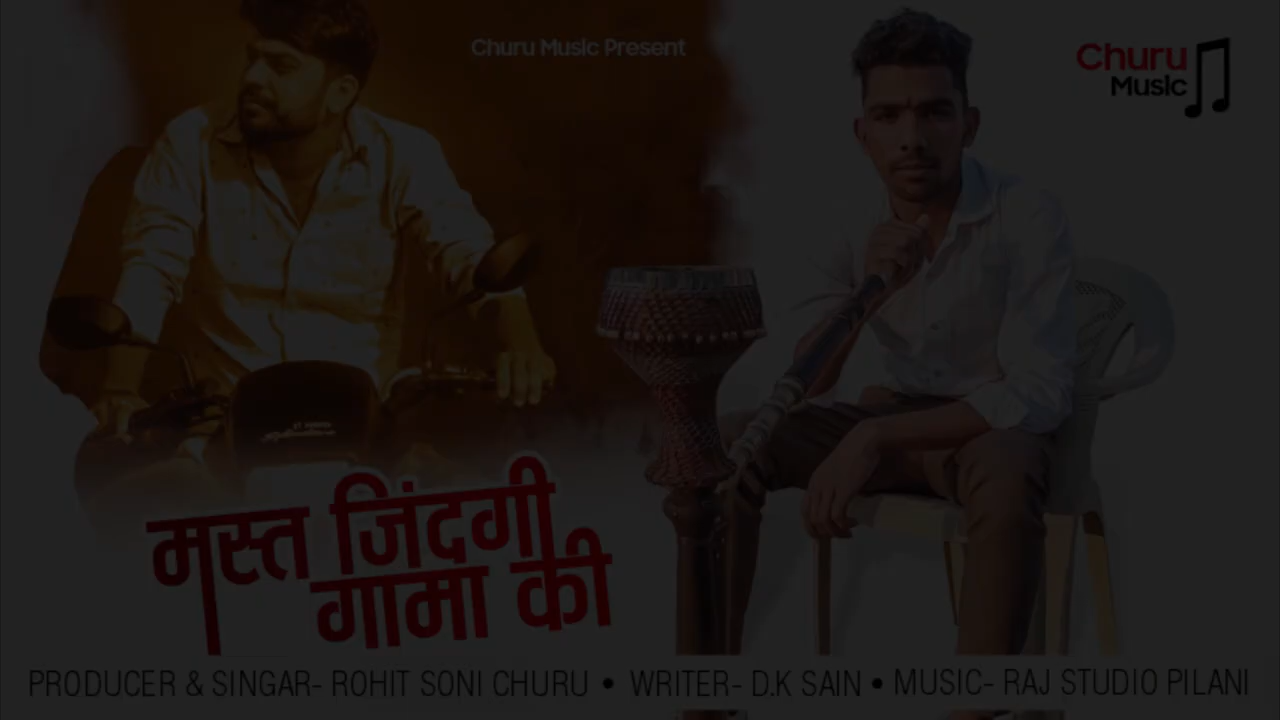 Churu Music Present
Churu
Music
मस्त जिंदगी
गामा की
PRODUCER & SINGAR- ROHIT SONI CHURU • WRITER- D.K SAIN • MUSIC- RAJ STUDIO PILANI